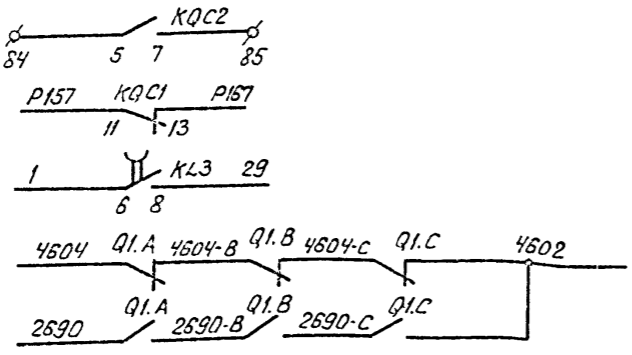 KQC2
84 5 7 85
P157 KQC1 P167
11 13
1 KL3 29
6 8
4604 Q1.A 4604-B Q1.B 4604-C Q1.C 4602
2690 Q1.A 2690-B Q1.B 2690-C Q1.C